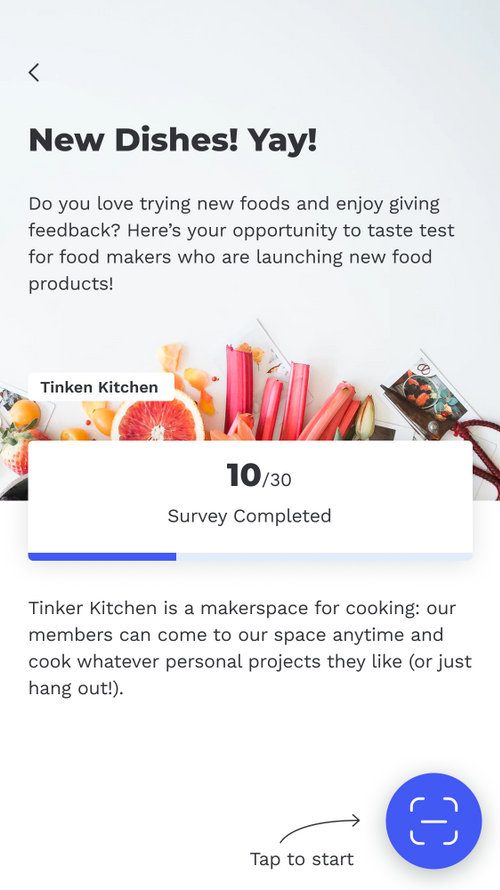 New Dishes! Yay!
Do you love trying new foods and enjoy giving
feedback? Here’s your opportunity to taste test
for food makers who are launching new food
products!
Tinken Kitchen
10/30
Survey Completed
Tinker Kitchen is a makerspace for cooking: our
members can come to our space anytime and
cook whatever personal projects they like (or just
hang out!).
Tap to start